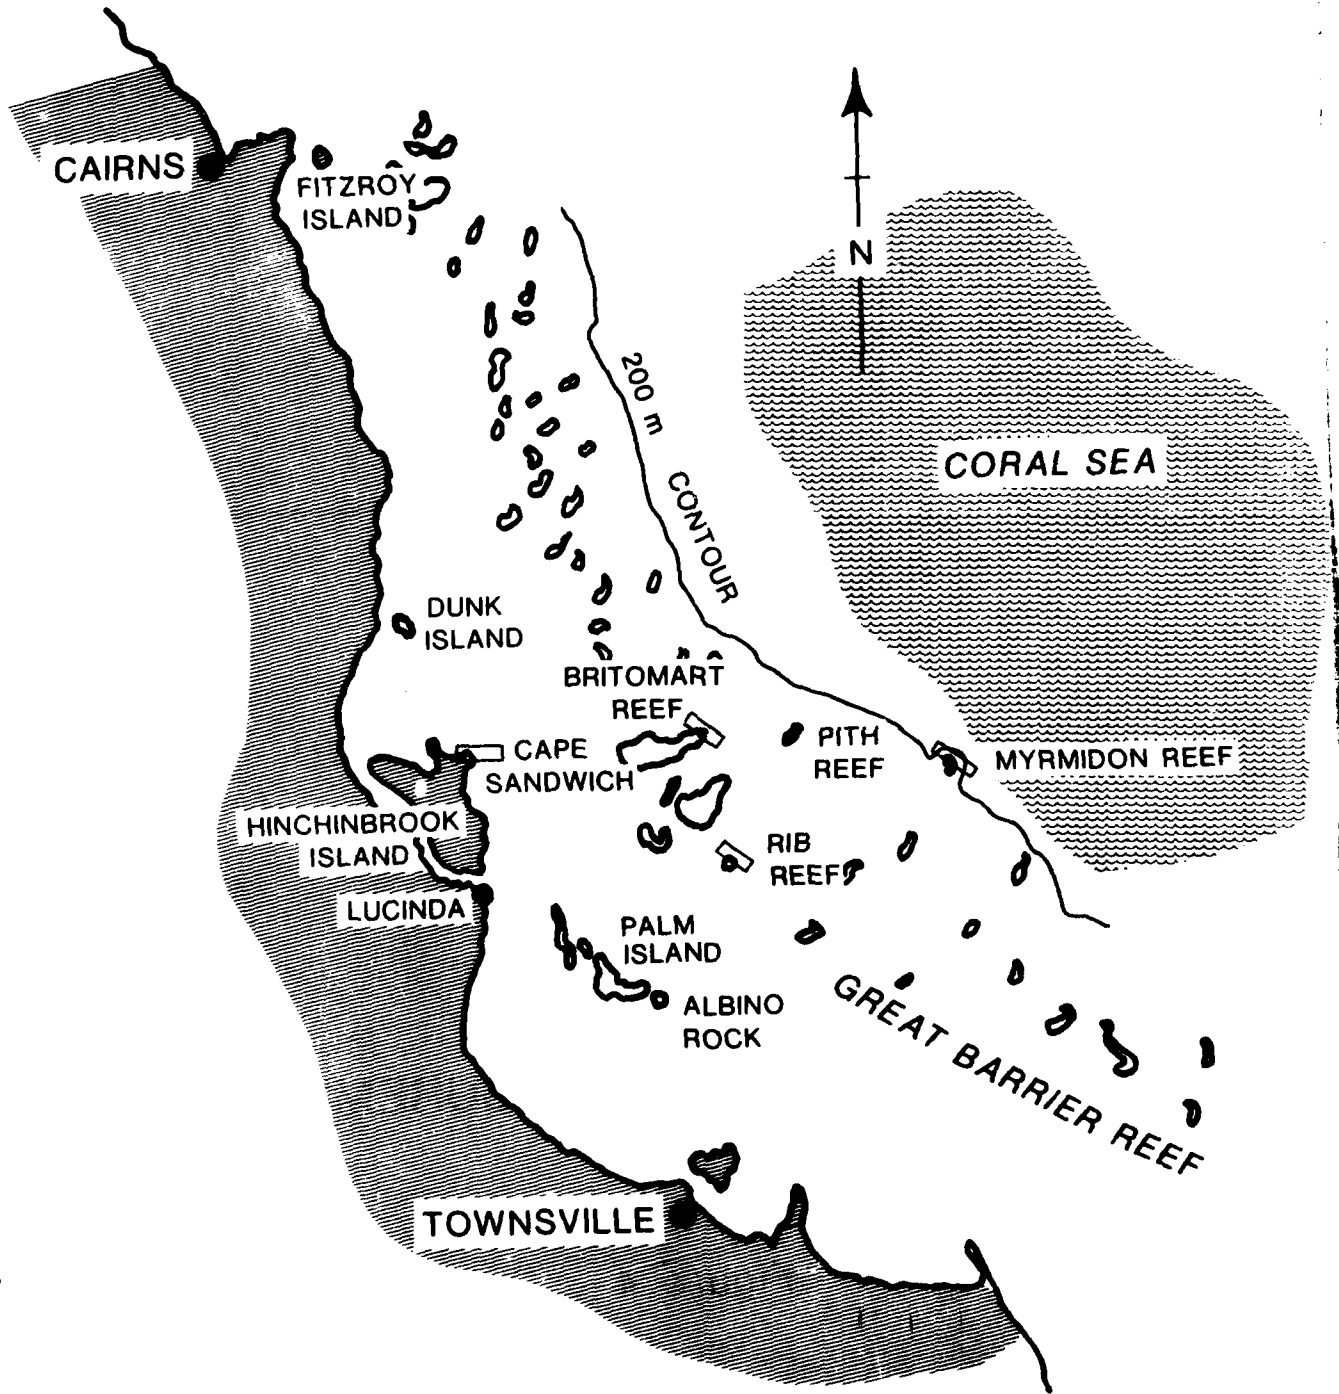 CAIRNS
FITZROY
ISLAND
N
200 m CONTOUR
CORAL SEA
DUNK
ISLAND
BRITOMART
REEF
PITH
REEF
MYRMIDON REEF
CAPE
SANDWICH
HINCHINBROOK
ISLAND
RIB
REEF
LUCINDA
PALM
ISLAND
ALBINO
ROCK
GREAT BARRIER REEF
TOWNSVILLE